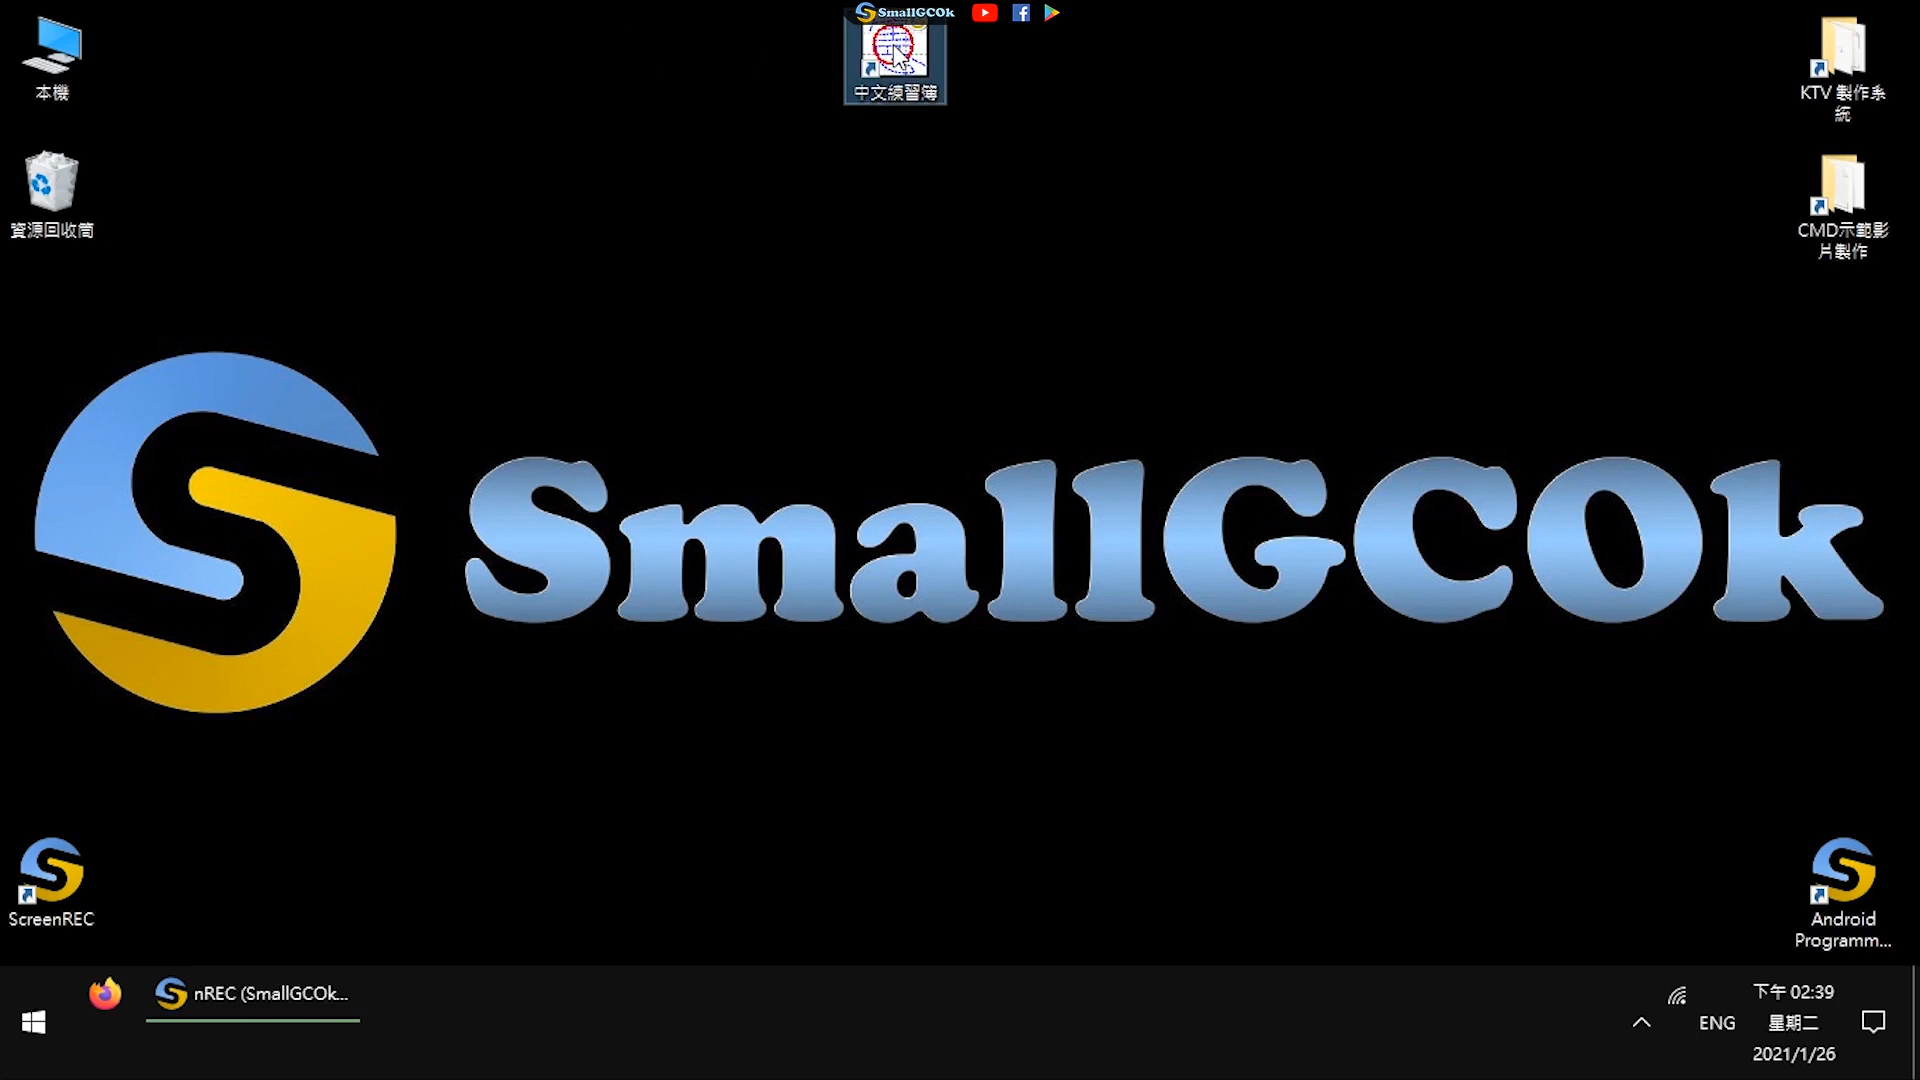 SmallGCOk
本機
中文練習簿
KTV 製作系
統
資源回收筒
CMD示範影
片製作
SmallGCOk
ScreenREC
Android
Programm...
nREC (SmallGCOk...
下午 02:39
ENG
星期二
2021/1/26